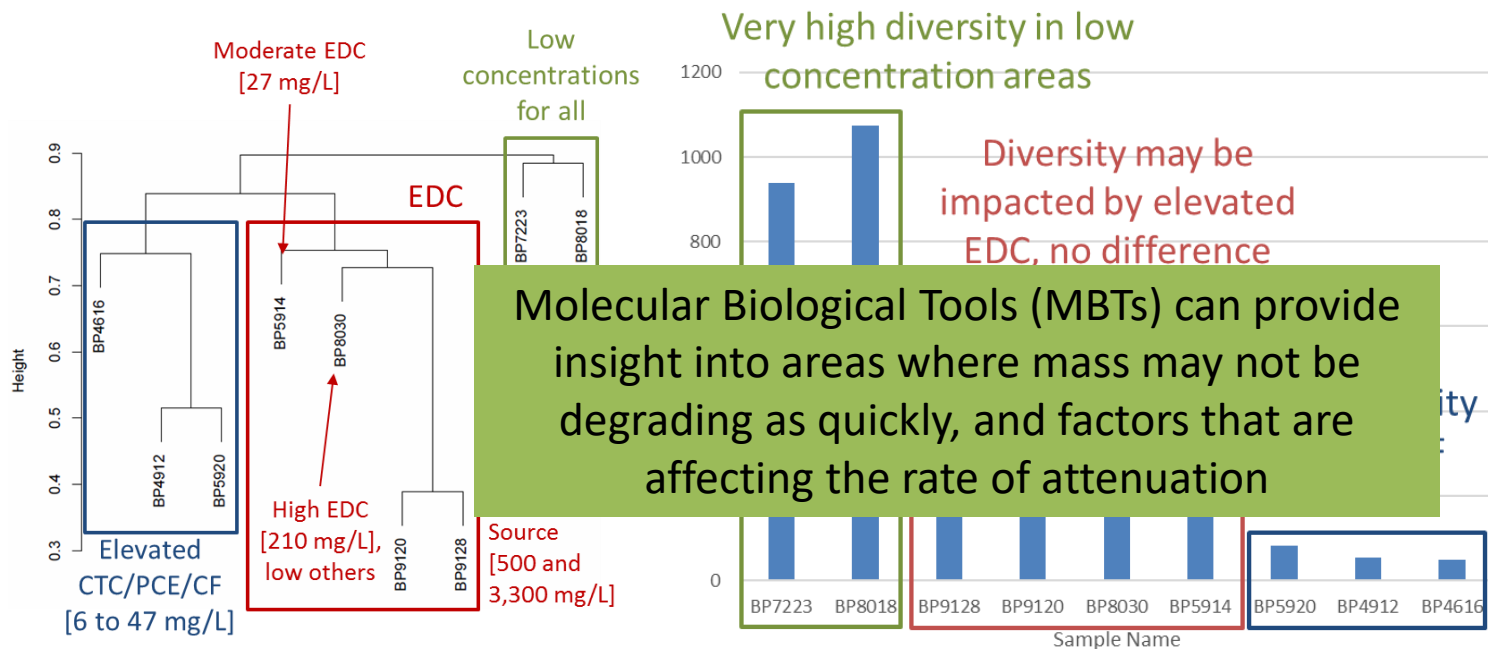 Moderate EDC
[27 mg/L]
Low
concentrations
for all
EDC
Height
0.9
0.8
0.7
0.6
0.5
0.4
0.3
BP4616
BP4912
BP5920
BP5914
BP8030
BP9120
BP9128
BP7223
BP8018
Elevated
CTC/PCE/CF
[6 to 47 mg/L]
High EDC
[210 mg/L],
low others
Source
[500 and
3,300 mg/L]
Very high diversity in low
concentration areas
Diversity may be
impacted by elevated
EDC, no difference
Molecular Biological Tools (MBTs) can provide
insight into areas where mass may not be
degrading as quickly, and factors that are
affecting the rate of attenuation
1200
1000
800
0
BP7223 BP8018 BP9128 BP9120 BP8030 BP5914 BP5920 BP4912 BP4616
Sample Name